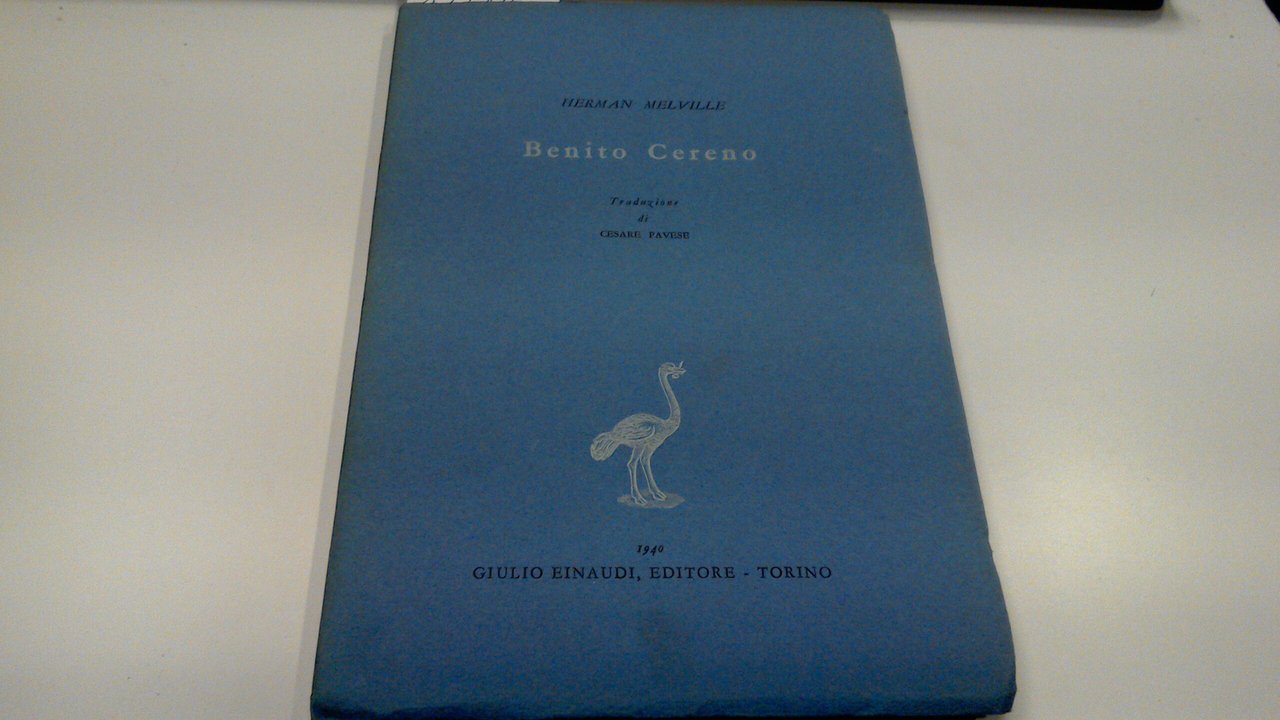 HERMAN MELVILLE
Benito Cereno
Traduzione
di
CESARE PAVESE
1940
GIULIO EINAUDI, EDITORE - TORINO